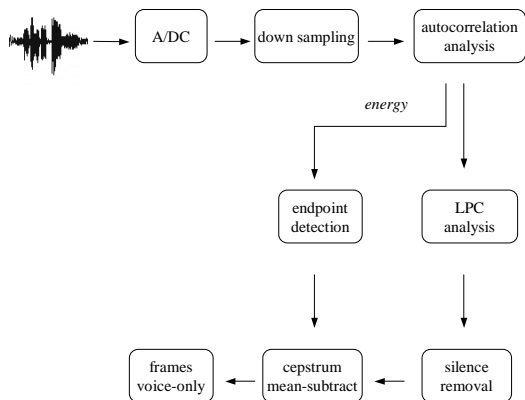 A/DC
down sampling
autocorrelation
analysis
energy
endpoint
detection
LPC
analysis
frames
voice-only
cepstrum
mean-subtract
silence
removal